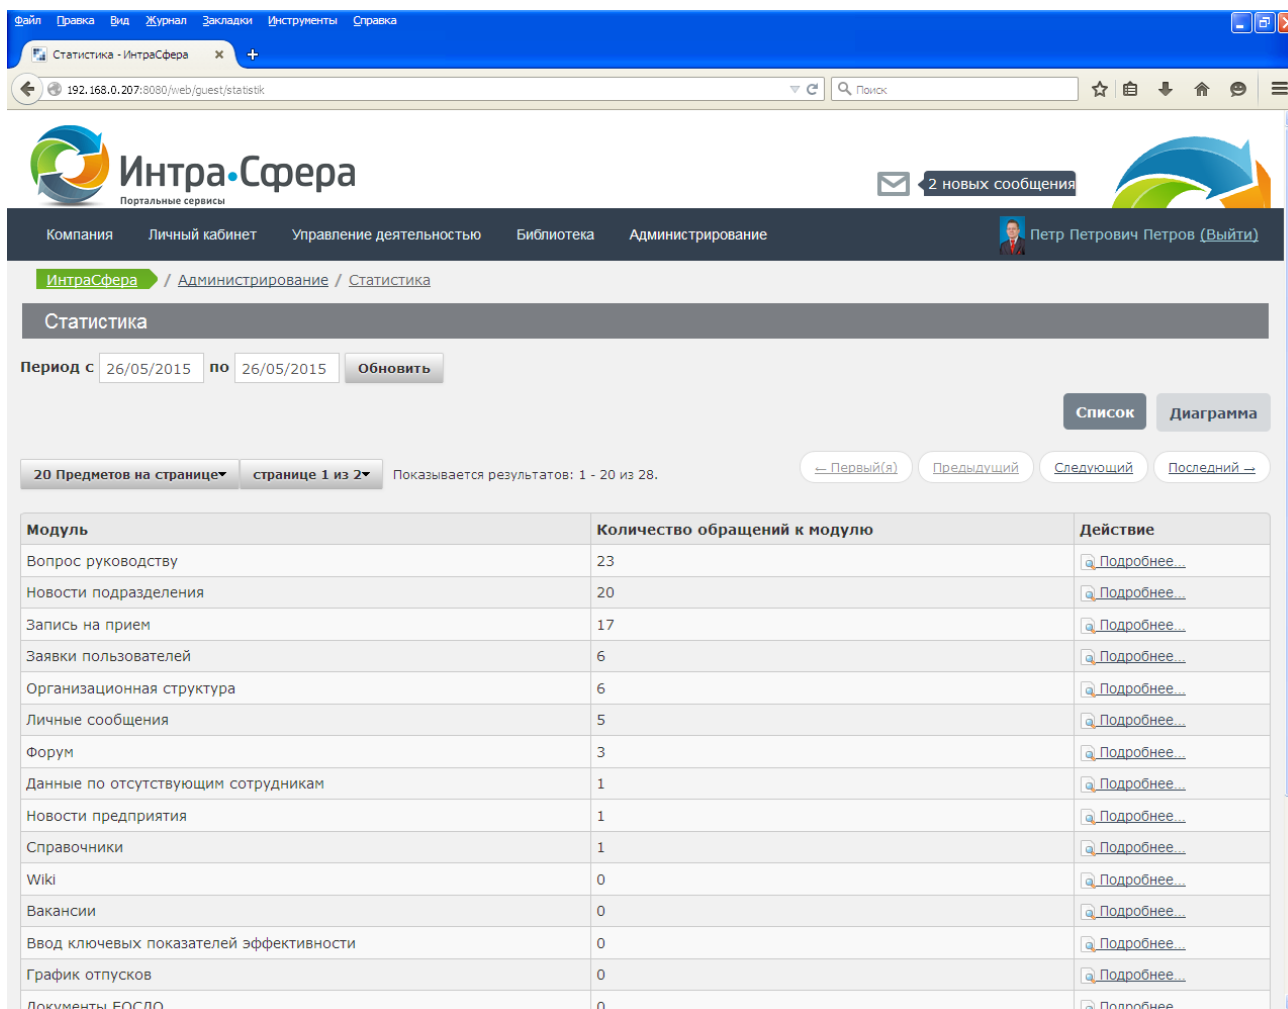 Файл Правка Вид Журнал Закладки Инструменты Справка
Статистика - ИнтраСфера
192.168.0.207:8080/web/guest/statistik Поиск
Интра•Сфера
Портальные сервисы
2 новых сообщения
Компания Личный кабинет Управление деятельностью Библиотека Администрирование Петр Петрович Петров (Выйти)
ИнтраСфера / Администрирование / Статистика
Статистика
Период с 26/05/2015 по 26/05/2015 Обновить
Список Диаграмма
20 Предметов на странице странице 1 из 2 Показывается результатов: 1 - 20 из 28. ← Первый(я) Предыдущий Следующий Последний →
Модуль Количество обращений к модулю Действие
Вопрос руководству 23 Подробнее...
Новости подразделения 20 Подробнее...
Запись на прием 17 Подробнее...
Заявки пользователей 6 Подробнее...
Организационная структура 6 Подробнее...
Личные сообщения 5 Подробнее...
Форум 3 Подробнее...
Данные по отсутствующим сотрудникам 1 Подробнее...
Новости предприятия 1 Подробнее...
Справочники 1 Подробнее...
Wiki 0 Подробнее...
Вакансии 0 Подробнее...
Ввод ключевых показателей эффективности 0 Подробнее...
График отпусков 0 Подробнее...
Документы ЕОСДО 0 Подробнее...